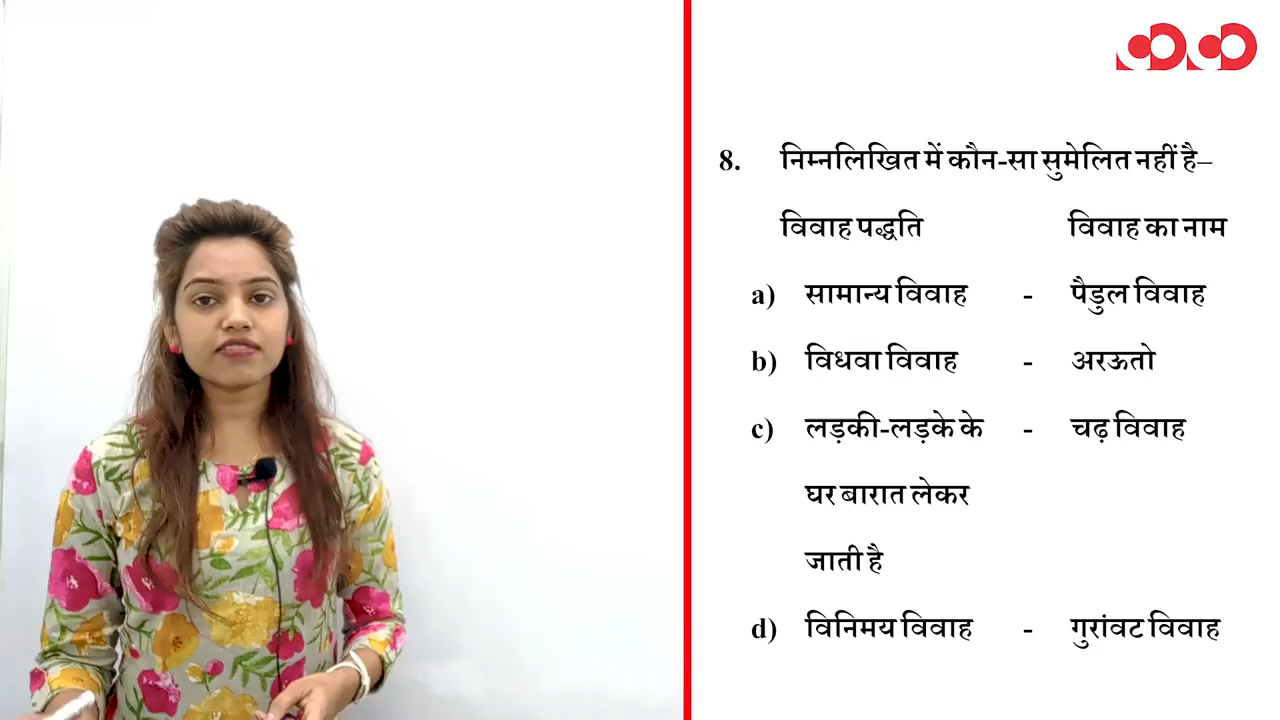 8. निम्नलिखित में कौन-सा सुमेलित नहीं है–
विवाह पद्धति विवाह का नाम
a) सामान्य विवाह - पैडुल विवाह
b) विधवा विवाह - अरऊतो
c) लड़की-लड़के के - चढ़ विवाह
घर बारात लेकर
जाती है
d) विनिमय विवाह - गुरांवट विवाह